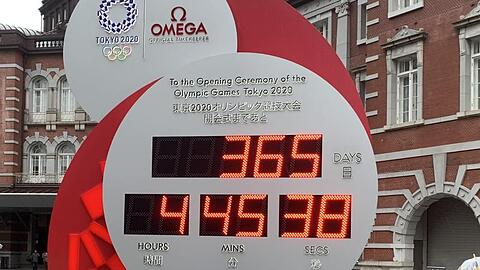 TOKYO 2020
Ω
OMEGA
OFFICIAL TIMEKEEPER
To the Opening Ceremony of the
Olympic Games Tokyo 2020
東京2020オリンピック競技大会
開会式まであと
365 DAYS
日
4 45 38
HOURS MINS SECS
時間 分 秒